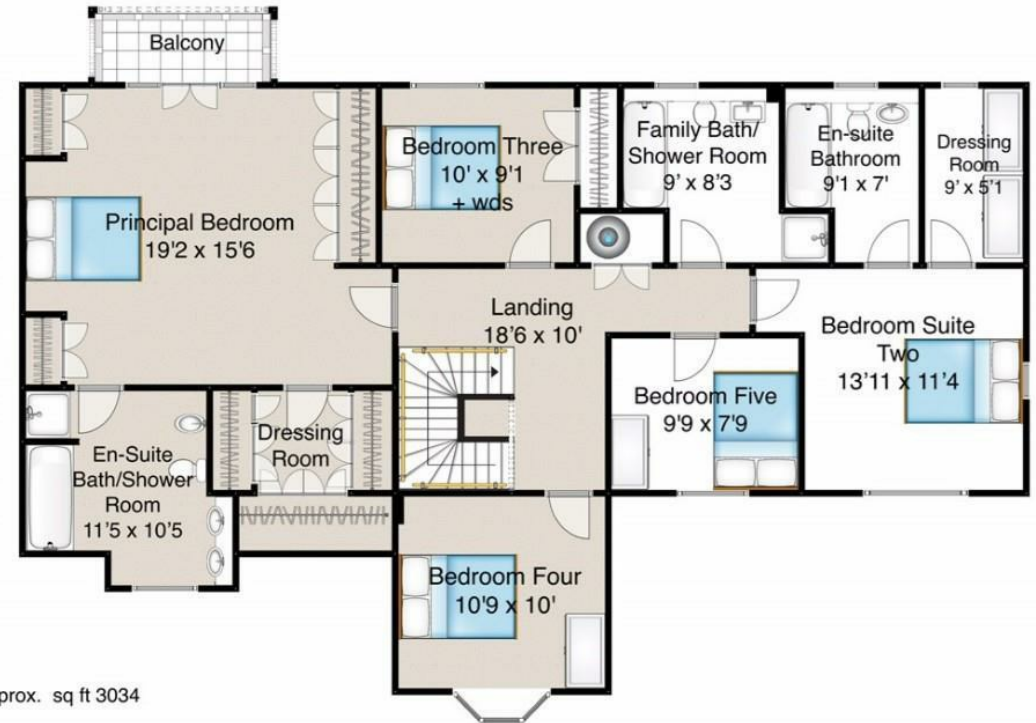 Balcony
Principal Bedroom
19'2 x 15'6
Bedroom Three
10' x 9'1
+ wds
Family Bath/
Shower Room
9' x 8'3
En-suite
Bathroom
9'1 x 7'
Dressing
Room
9' x 5'1
Landing
18'6 x 10'
Bedroom Suite
Two
13'11 x 11'4
Bedroom Five
9'9 x 7'9
En-Suite
Bath/Shower
Room
11'5 x 10'5
Dressing
Room
Bedroom Four
10'9 x 10'
prox. sq ft 3034